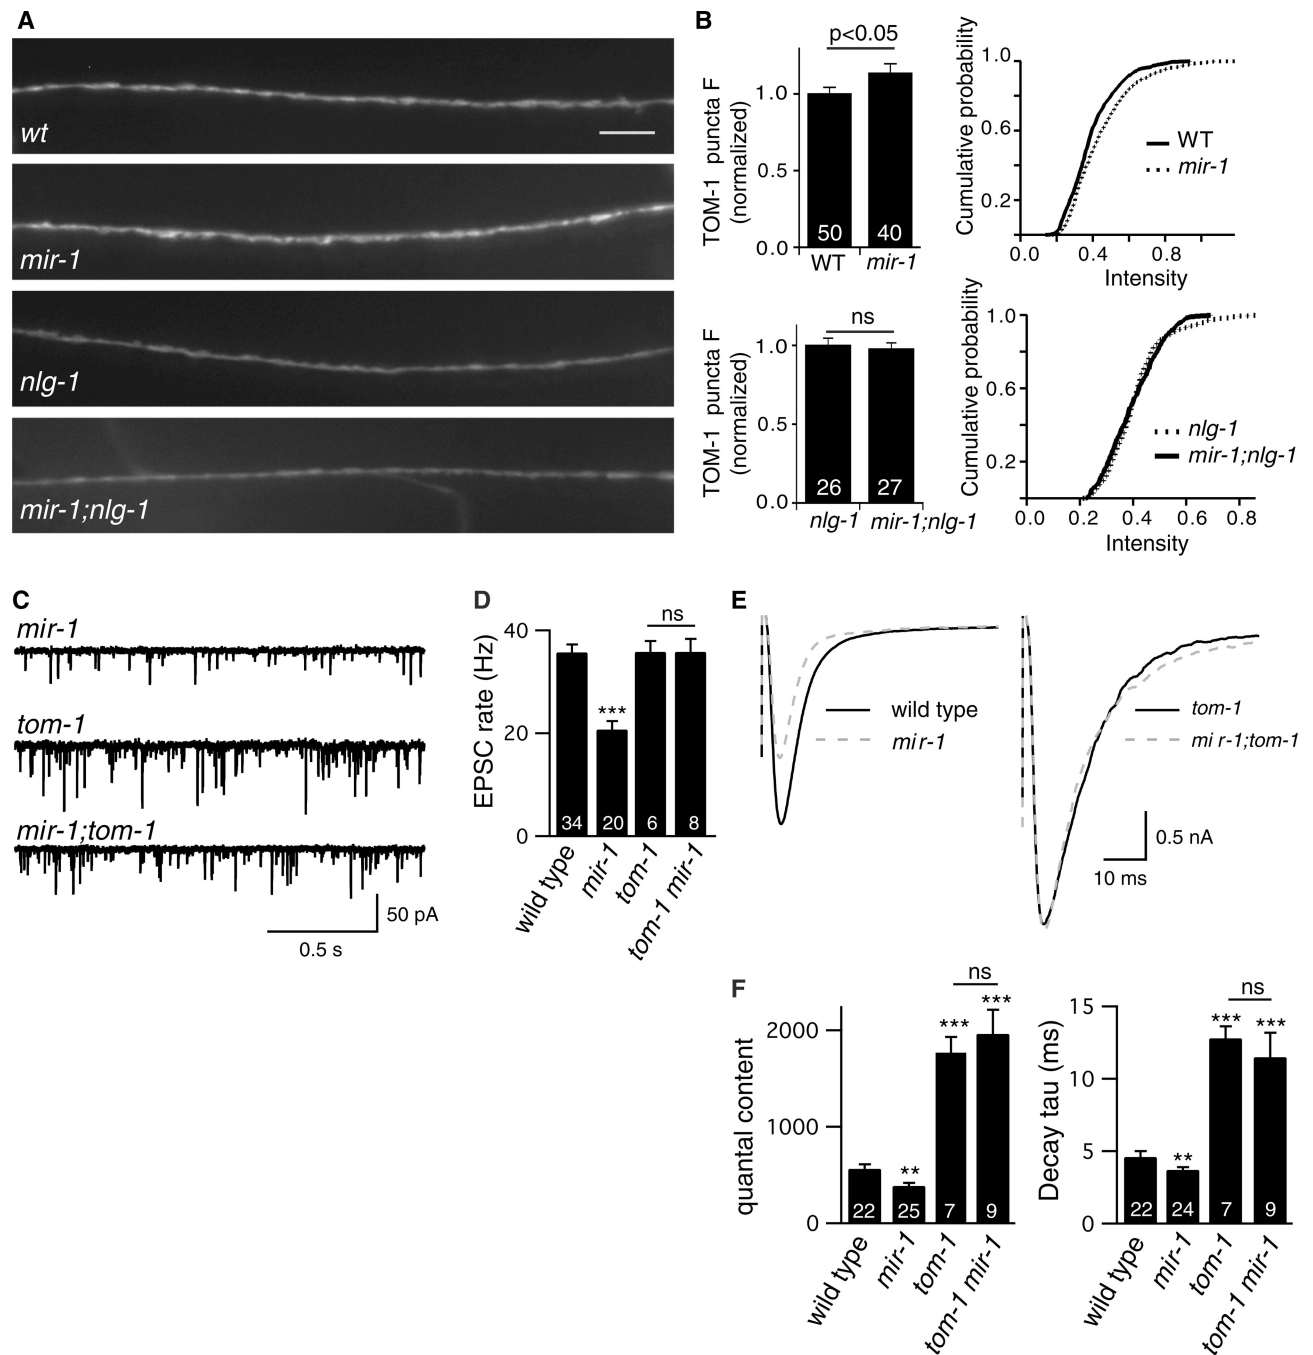 A
wt
mir-1
nlg-1
mir-1;nlg-1
B
p<0.05
TOM-1 puncta F
(normalized)
1.0
0.5
0.0
50
40
WT
mir-1
Cumulative probability
1.0
0.6
0.2
WT
mir-1
0.0
0.4
0.8
Intensity
ns
TOM-1 puncta F
(normalized)
1.0
0.5
0.0
26
27
nlg-1
mir-1;nlg-1
Cumulative probability
1.0
0.6
0.2
nlg-1
mir-1;nlg-1
0.0
0.2
0.4
0.6
0.8
Intensity
C
mir-1
tom-1
mir-1;tom-1
50 pA
0.5 s
D
ns
EPSC rate (Hz)
40
20
0
***
34
20
6
8
wild type
mir-1
tom-1
tom-1 mir-1
E
wild type
mir-1
tom-1
mi r-1;tom-1
0.5 nA
10 ms
F
ns
quantal content
2000
1000
0
**
***
***
22
25
7
9
wild type
mir-1
tom-1
tom-1 mir-1
ns
Decay tau (ms)
15
10
5
0
**
***
***
22
24
7
9
wild type
mir-1
tom-1
tom-1 mir-1